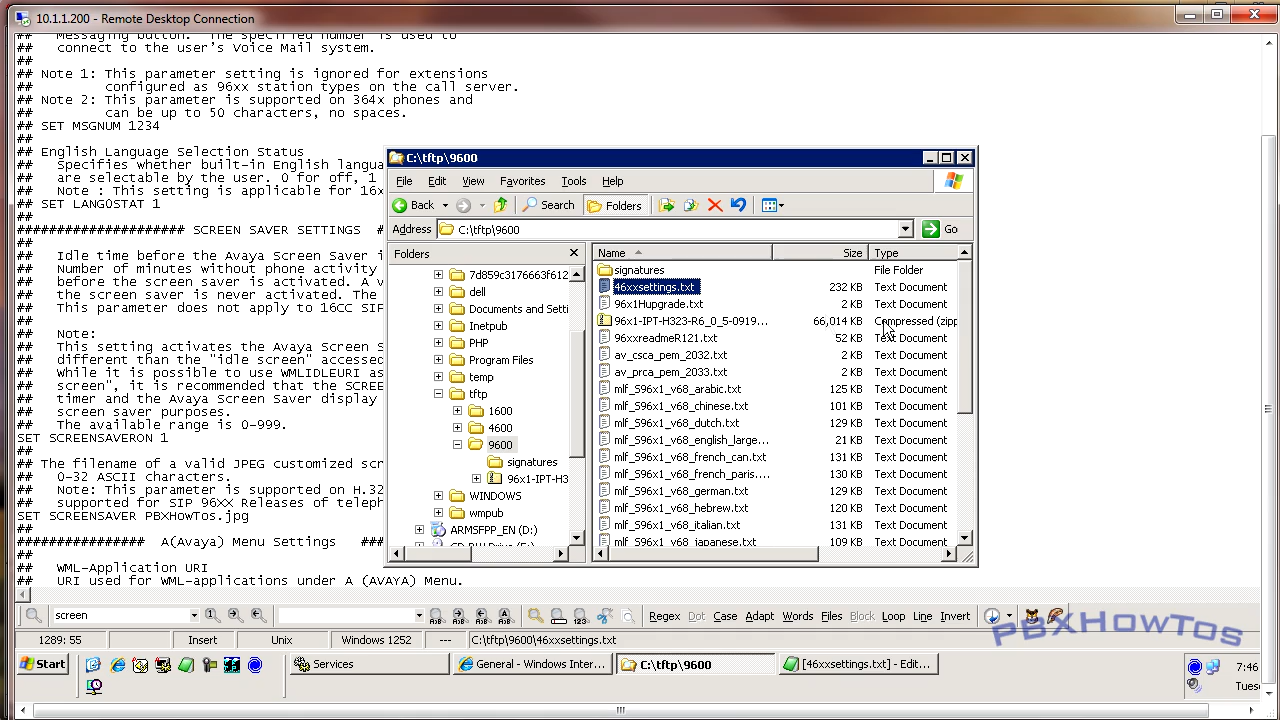 10.1.1.200 - Remote Desktop Connection
## Messaging button. The specified number is used to
## connect to the user's Voice Mail system.
##
## Note 1: This parameter setting is ignored for extensions
## configured as 96xx station types on the call server.
## Note 2: This parameter is supported on 364x phones and
## can be up to 50 characters, no spaces.
## SET MSGNUM 1234
##
## English Language Selection Status
## Specifies whether built-in English langua
## are selectable by the user. 0 for off, 1
## Note : This setting is applicable for 16x
## SET LANG0STAT 1
##
################### SCREEN SAVER SETTINGS
##
## Idle time before the Avaya Screen Saver i
## Number of minutes without phone activity
## before the screen saver is activated. A v
## the screen saver is never activated. The
## This parameter does not apply to 16CC SIP
##
## Note:
## This setting activates the Avaya Screen S
## different than the "idle screen" accessed
## While it is possible to use WMLIDLEURI as
## screen", it is recommended that the SCREE
## timer and the Avaya Screen Saver display
## screen saver purposes.
## The available range is 0-999.
SET SCREENSAVERON 1
##
## The filename of a valid JPEG customized scr
## 0-32 ASCII characters.
## Note: This parameter is supported on H.32
## supported for SIP 96XX Releases of teleph
SET SCREENSAVER PBXHowTos.jpg
##
############### A(Avaya) Menu Settings ###
##
## WML-Application URI
## URI used for WML-applications under A (AVAYA) Menu.
C:\tftp\9600
File Edit View Favorites Tools Help
Back Search Folders
Address C:\tftp\9600 Go
Folders
7d859c3176663f612
dell
Documents and Setti
Inetpub
PHP
Program Files
temp
tftp
1600
4600
9600
signatures
96x1-IPT-H3
WINDOWS
wmpub
ARMSFPP_EN (D:)
Name Size Type
signatures File Folder
46xxsettings.txt 232 KB Text Document
96x1Hupgrade.txt 2 KB Text Document
96x1-IPT-H323-R6_0_5-0919... 66,014 KB Compressed (zipp
96xxreadmeR121.txt 52 KB Text Document
av_csca_pem_2032.txt 2 KB Text Document
av_prca_pem_2033.txt 2 KB Text Document
mlf_S96x1_v68_arabic.txt 125 KB Text Document
mlf_S96x1_v68_chinese.txt 101 KB Text Document
mlf_S96x1_v68_dutch.txt 129 KB Text Document
mlf_S96x1_v68_english_large... 21 KB Text Document
mlf_S96x1_v68_french_can.txt 131 KB Text Document
mlf_S96x1_v68_french_paris.... 130 KB Text Document
mlf_S96x1_v68_german.txt 129 KB Text Document
mlf_S96x1_v68_hebrew.txt 120 KB Text Document
mlf_S96x1_v68_italian.txt 131 KB Text Document
mlf_S96x1_v68_japanese.txt 109 KB Text Document
screen Regex Dot Case Adapt Words Files Block Loop Line Invert
1289: 55 Insert Unix Windows 1252 --- C:\tftp\9600\46xxsettings.txt
PBXHowTos
Start Services General - Windows Inter... C:\tftp\9600 [46xxsettings.txt] - Edit... 7:46
Tues